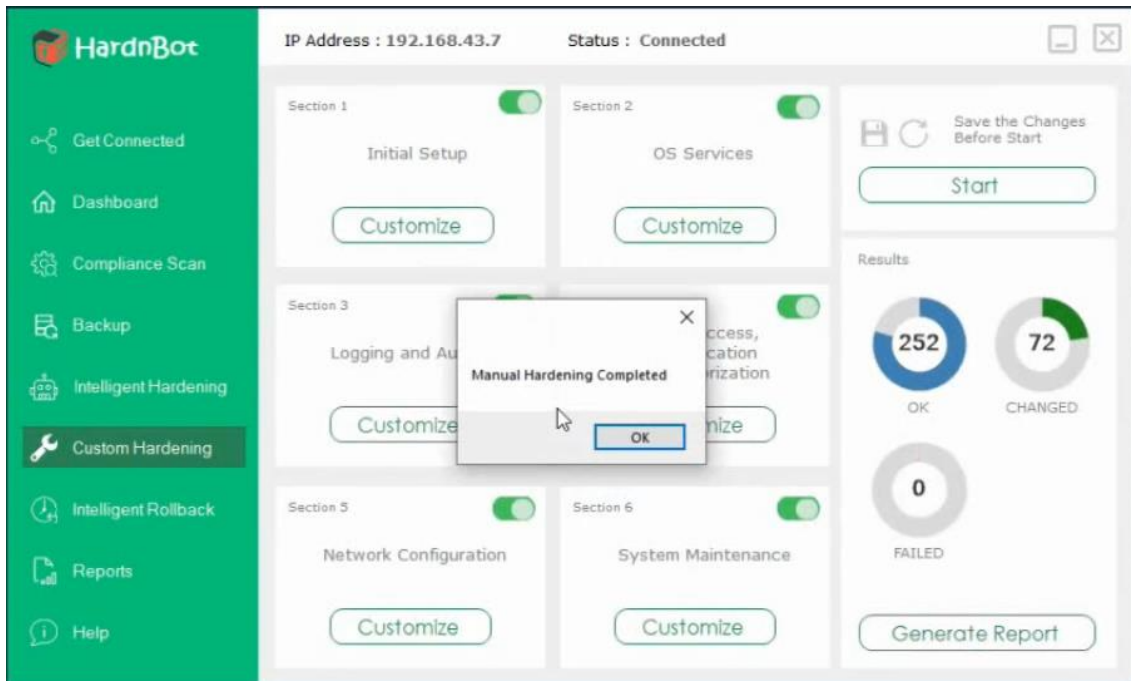 HardnBot
IP Address : 192.168.43.7
Status : Connected
Get Connected
Dashboard
Compliance Scan
Backup
Intelligent Hardening
Custom Hardening
Intelligent Rollback
Reports
Help
Section 1
Initial Setup
Customize
Section 2
OS Services
Customize
Section 3
Logging and Au
Customize
ccess,
cation
rization
mize
Manual Hardening Completed
OK
Section 5
Network Configuration
Customize
Section 6
System Maintenance
Customize
Save the Changes
Before Start
Start
Results
252
OK
72
CHANGED
0
FAILED
Generate Report